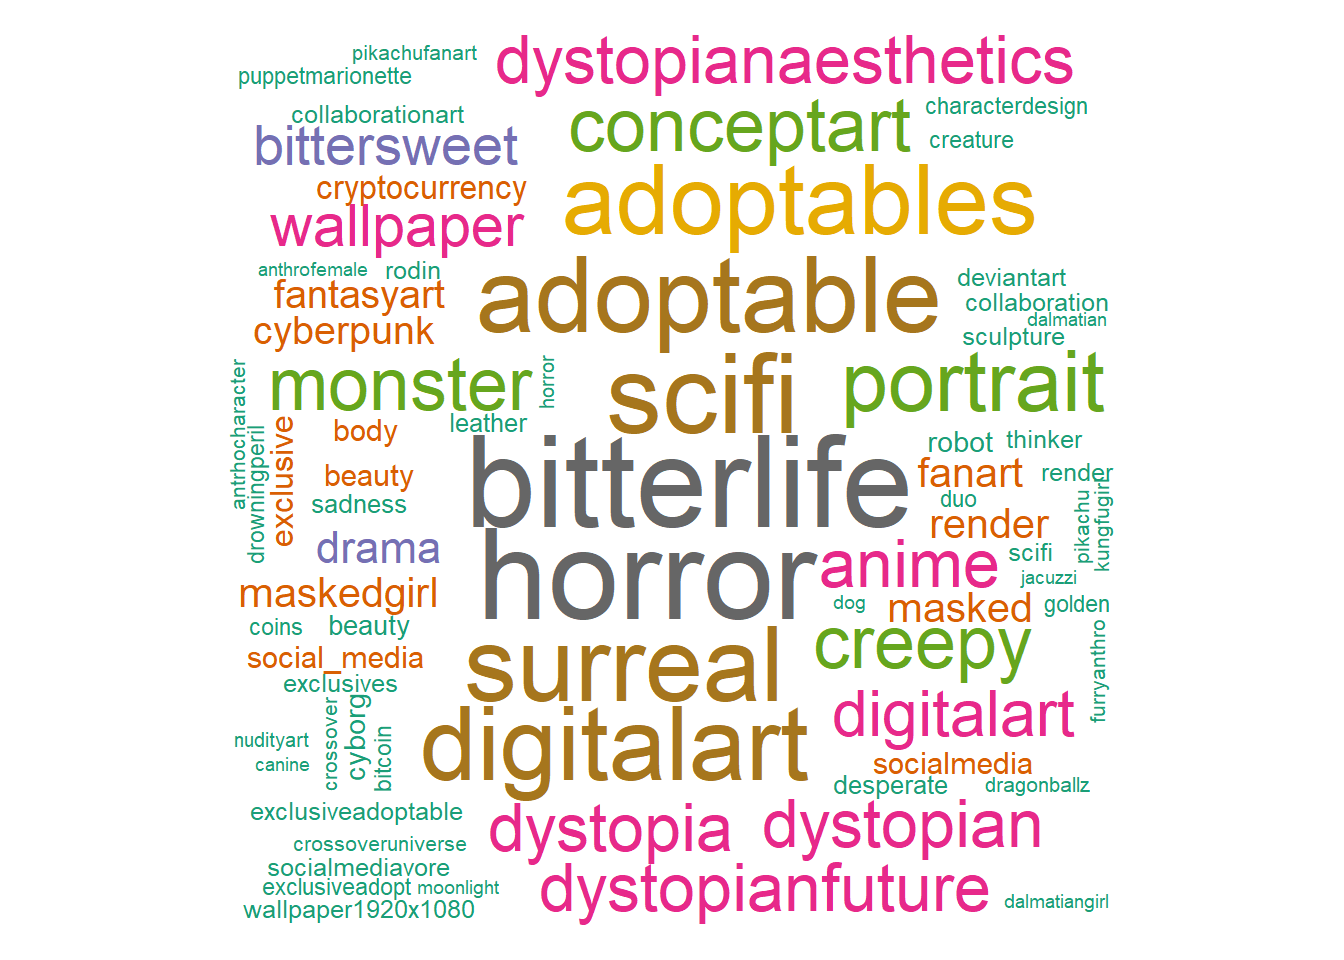 pikachufanart
dystopianaesthetics
puppetmarionette
collaborationart
conceptart
characterdesign
bittersweet
creature
cryptocurrency
adoptables
wallpaper
anthrofemale
rodin
adoptable
deviantart
fantasyart
collaboration
dalmatian
cyberpunk
sculpture
antrhocharacter
monster
horror
scifi
portrait
leather
drowningperil
exclusive
body
bitterlife
robot
thinker
beauty
fanart
render
sadness
duo
pikachu
kungfugirl
render
drama
horror
anime
scifi
jacuzzi
maskedgirl
dog
masked
golden
coins
beauty
creepy
social_media
surreal
furryanthro
exclusives
crossover
cyborg
bitcoin
nudityart
canine
digitalart
digitalart
socialmedia
desperate
dragonballz
exclusiveadoptable
dystopia
dystopian
crossoveruniverse
socialmediavore
exclusiveadopt
moonlight
dystopianfuture
wallpaper1920x1080
dalmatiangirl